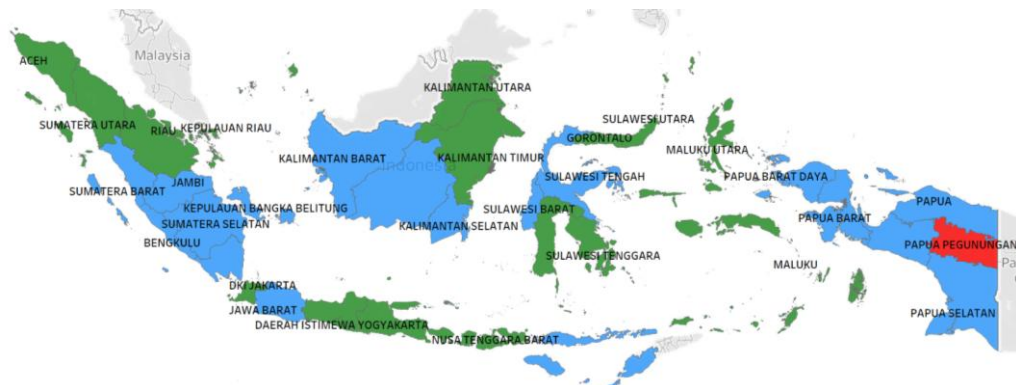 Malaysia
ACEH
KALIMANTAN UTARA
SULAWESI UTARA
SUMATERA UTARA
RIAU
KEPULAUAN RIAU
GORONTALO
MALUKU UTARA
KALIMANTAN BARAT
KALIMANTAN TIMUR
Indonesia
SULAWESI TENGAH
PAPUA BARAT DAYA
JAMBI
SUMATERA BARAT
PAPUA
KEPULAUAN BANGKA BELITUNG
SULAWESI BARAT
PAPUA BARAT
SUMATERA SELATAN
KALIMANTAN SELATAN
BENGKULU
PAPUA PEGUNUNGAN
SULAWESI TENGGARA
MALUKU
Pa
DKI JAKARTA
JAWA BARAT
PAPUA SELATAN
DAERAH ISTIMEWA YOGYAKARTA
NUSA TENGGARA BARAT